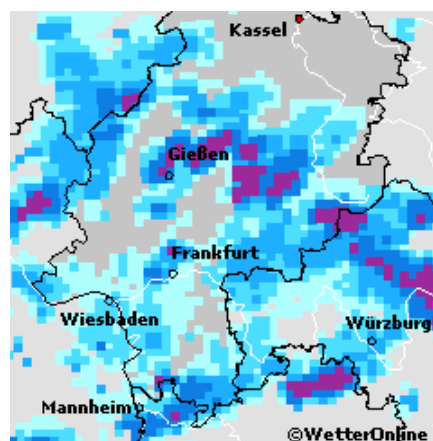 Kassel
Gießen
Frankfurt
Wiesbaden
Würzburg
Mannheim
©WetterOnline